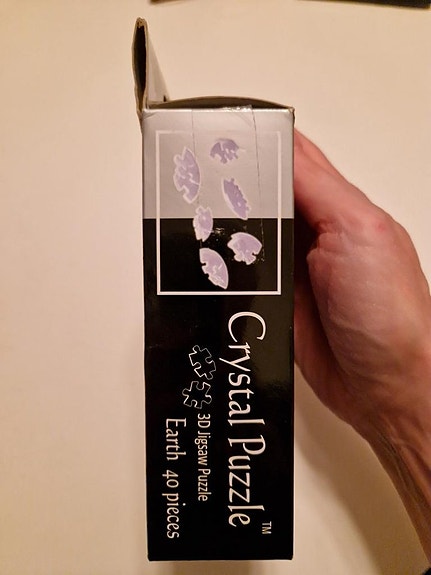 Crystal Puzzle™
3D Jigsaw Puzzle
Earth 40 pieces